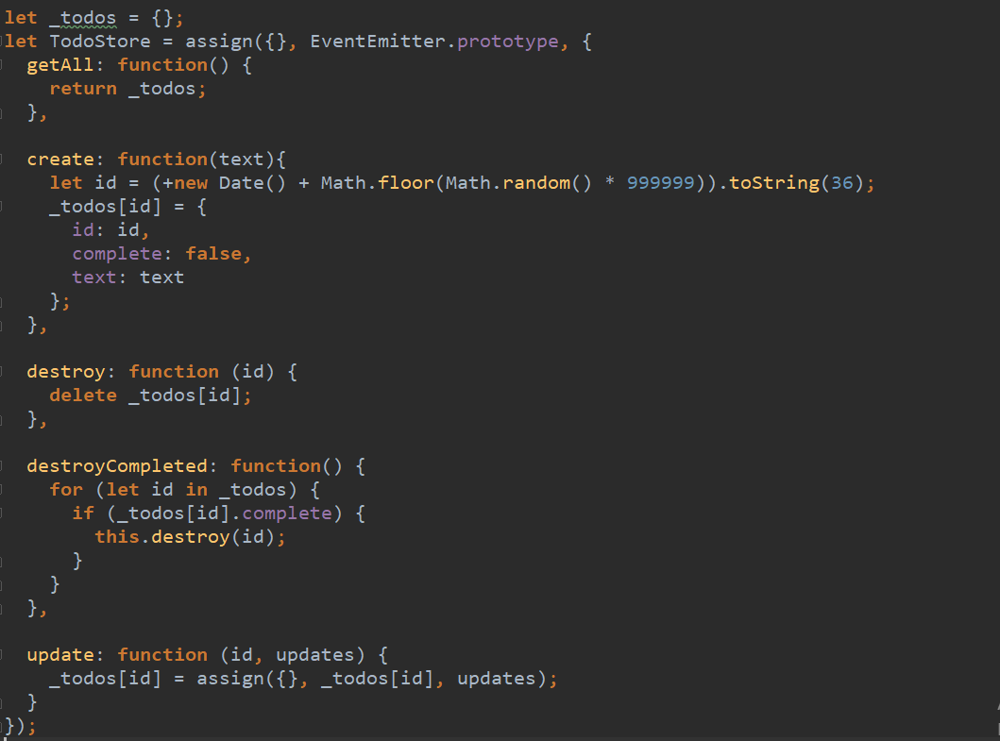 let _todos = {};
let TodoStore = assign({}, EventEmitter.prototype, {
  getAll: function() {
    return _todos;
  },

  create: function(text){
    let id = (+new Date() + Math.floor(Math.random() * 999999)).toString(36);
    _todos[id] = {
      id: id,
      complete: false,
      text: text
    };
  },

  destroy: function (id) {
    delete _todos[id];
  },

  destroyCompleted: function() {
    for (let id in _todos) {
      if (_todos[id].complete) {
        this.destroy(id);
      }
    }
  },

  update: function (id, updates) {
    _todos[id] = assign({}, _todos[id], updates);
  }
});